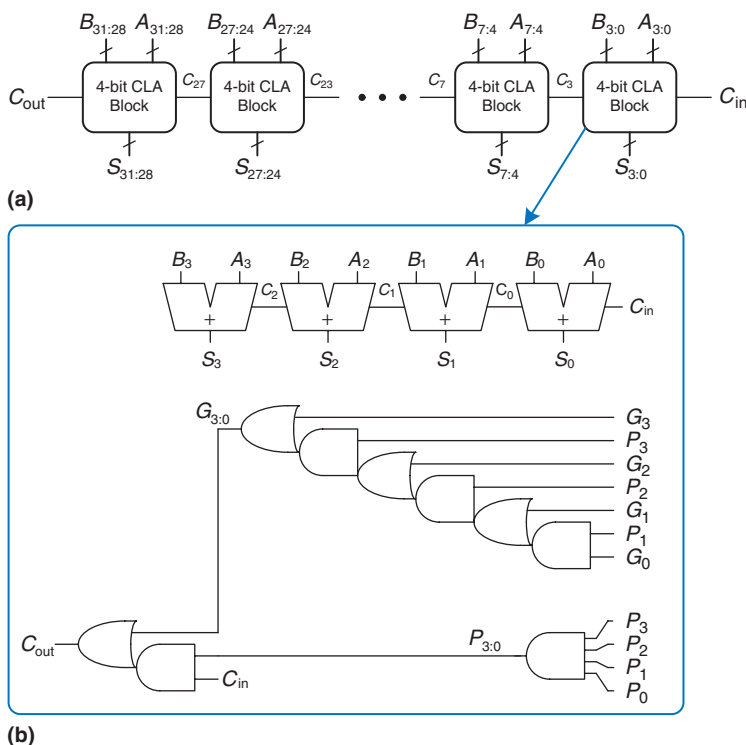 B31:28 A31:28 B27:24 A27:24 B7:4 A7:4 B3:0 A3:0
Cout 4-bit CLA Block C27 4-bit CLA Block C23 • • • C7 4-bit CLA Block C3 4-bit CLA Block Cin
S31:28 S27:24 S7:4 S3:0
(a)
B3 A3 B2 A2 B1 A1 B0 A0
+ C2 + C1 + C0 + Cin
S3 S2 S1 S0
G3:0 G3
P3
G2
P2
G1
P1
G0
P3:0 P3
P2
P1
P0
Cout Cin
(b)